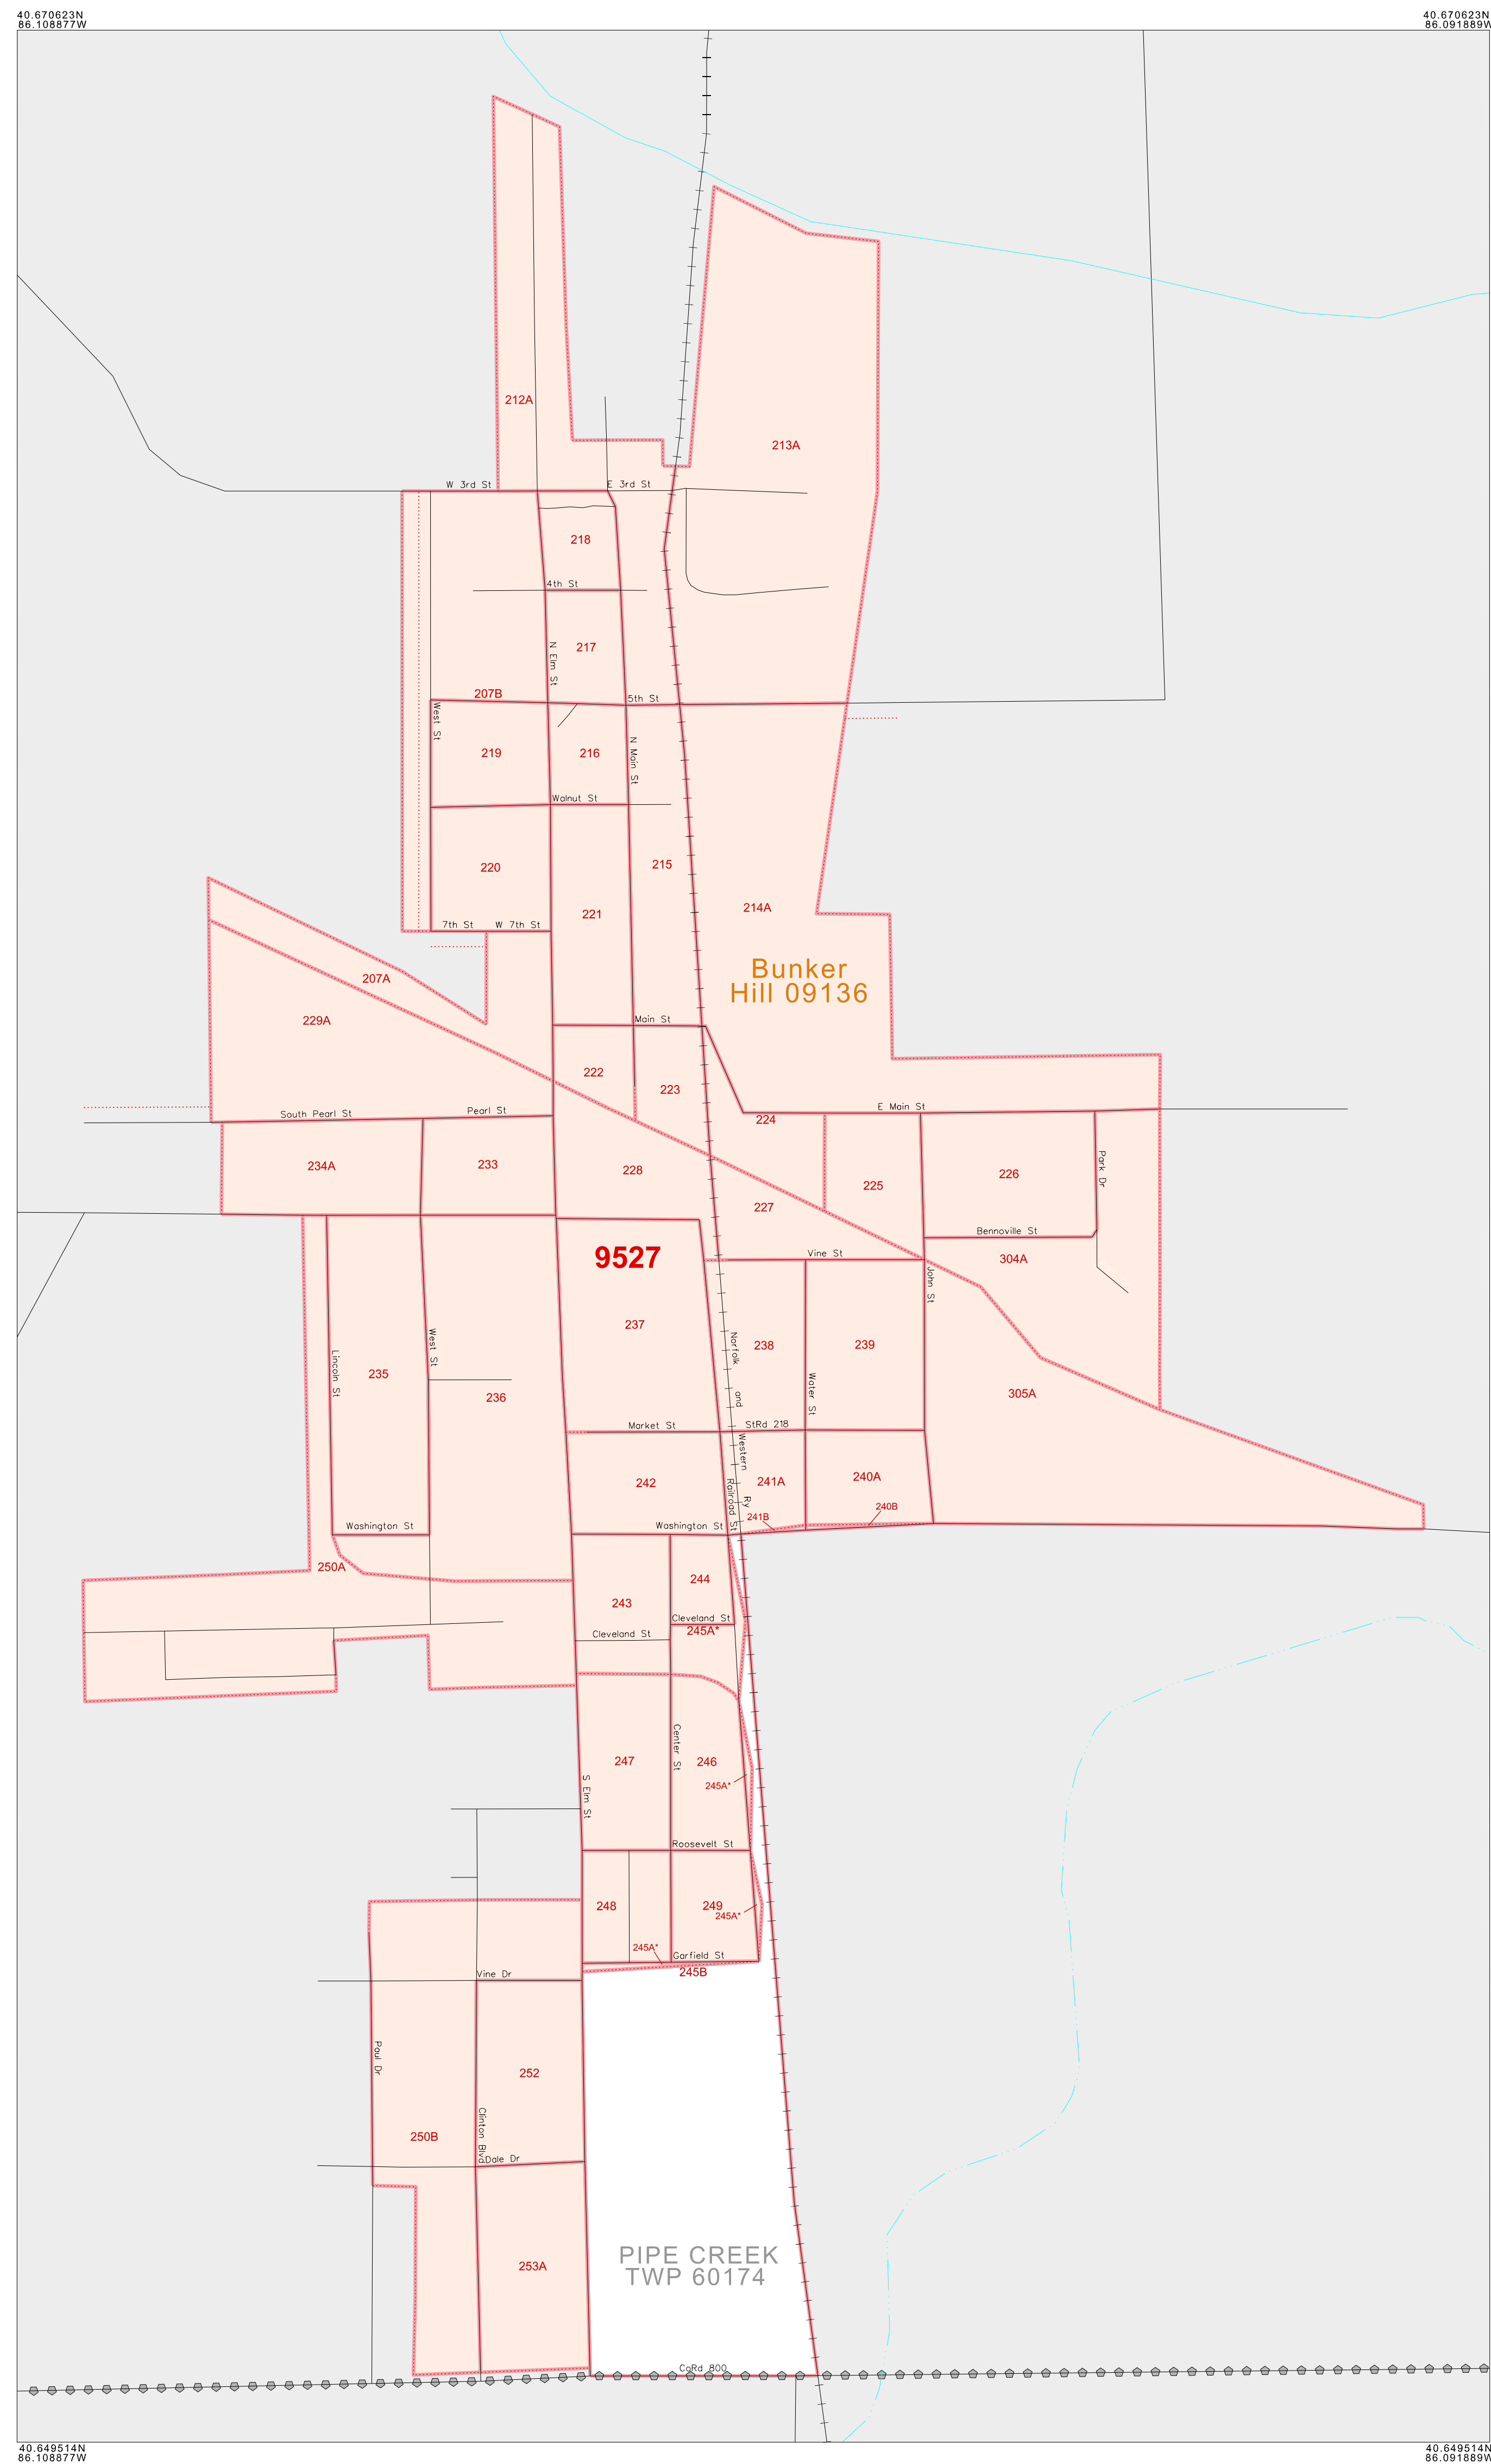 40.670623N
86.108877W
40.670623N
86.091889W
212A
213A
W 3rd St
E 3rd St
218
4th St
N Elm St
217
207B
5th St
West St
219
216
N Main St
Walnut St
215
220
221
214A
7th St
W 7th St
Bunker
Hill 09136
207A
229A
Main St
222
223
224
E Main St
South Pearl St
Pearl St
234A
233
228
225
226
Park Dr
227
Bennoville St
9527
Vine St
304A
John St
237
238
239
Norfolk
and
Western
Ry
Lincoln St
West St
235
236
Water St
305A
Market St
StRd 218
242
241A
240A
Railroad St
241B
240B
Washington St
Washington St
250A
244
243
Cleveland St
245A*
Cleveland St
Center St
247
246
245A*
S Elm St
Roosevelt St
248
249
245A*
245A*
Garfield St
245B
Vine Dr
Paul Dr
252
Clinton Blvd
250B
Dale Dr
PIPE CREEK
TWP 60174
253A
CoRd 800
40.649514N
86.108877W
40.649514N
86.091889W